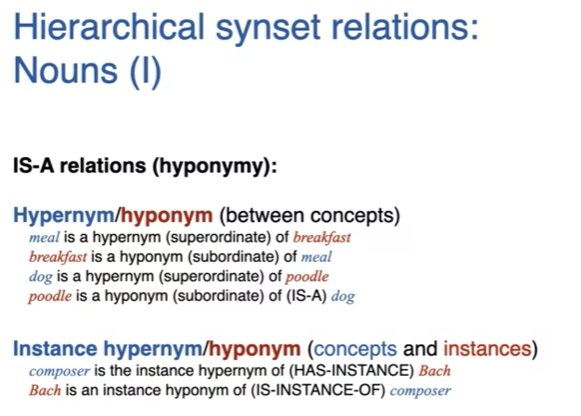 Hierarchical synset relations:
Nouns (I)
IS-A relations (hyponymy):
Hypernym/hyponym (between concepts)
meal is a hypernym (superordinate) of breakfast
breakfast is a hyponym (subordinate) of meal
dog is a hypernym (superodinate) of poodle
poodle is a hyponym (subordinate) of (IS-A) dog
Instance hypernym/hyponym (concepts and instances)
composer is the instance hypernym of (HAS-INSTANCE) Bach
Bach is an instance hyponym of (IS-INSTANCE-OF) composer